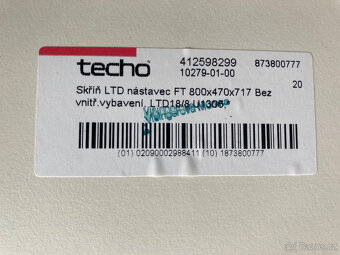 techo
412598299 873800777
10279-01-00
20
Skříň LTD nástavec FT 800x470x717 Bez
vnitř.vybavení, LTD18/8 U1306,
(01) 02090002988411 (10) 1873800777